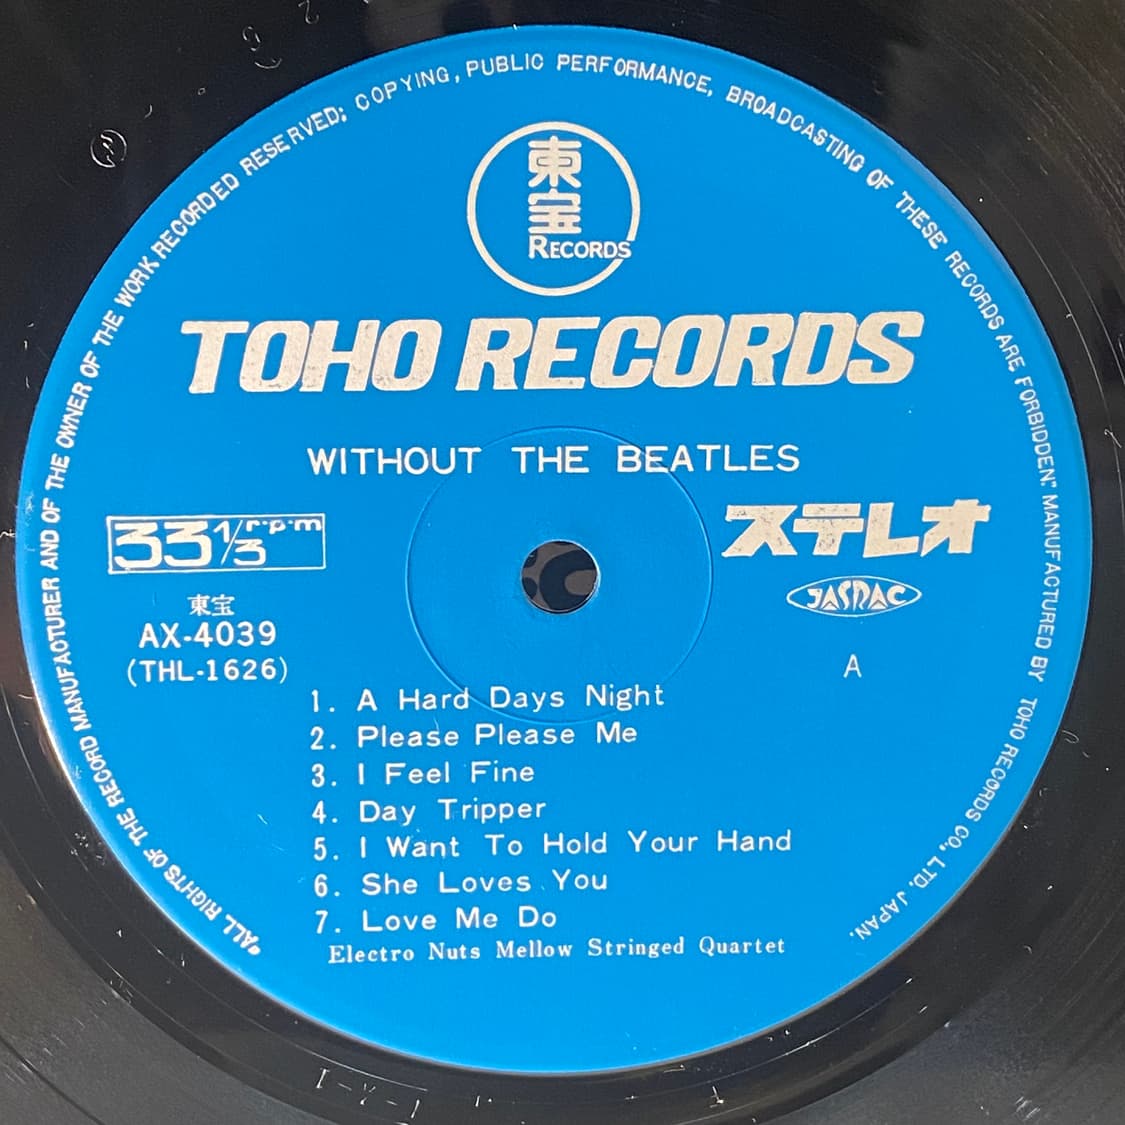 "ALL RIGHTS OF THE RECORD MANUFACTURER AND OF THE OWNER OF THE WORK RECORDED RESERVED; COPYING, PUBLIC PERFORMANCE, BROADCASTING OF THESE RECORDS ARE FORBIDDEN." MANUFACTURED BY TOHO RECORDS CO., LTD. JAPAN.
東宝
RECORDS
TOHO RECORDS
WITHOUT THE BEATLES
33 1/3 r.p.m
ステレオ
JASRAC
東宝
AX-4039
(THL-1626)
A
1. A Hard Days Night
2. Please Please Me
3. I Feel Fine
4. Day Tripper
5. I Want To Hold Your Hand
6. She Loves You
7. Love Me Do
Electro Nuts Mellow Stringed Quartet